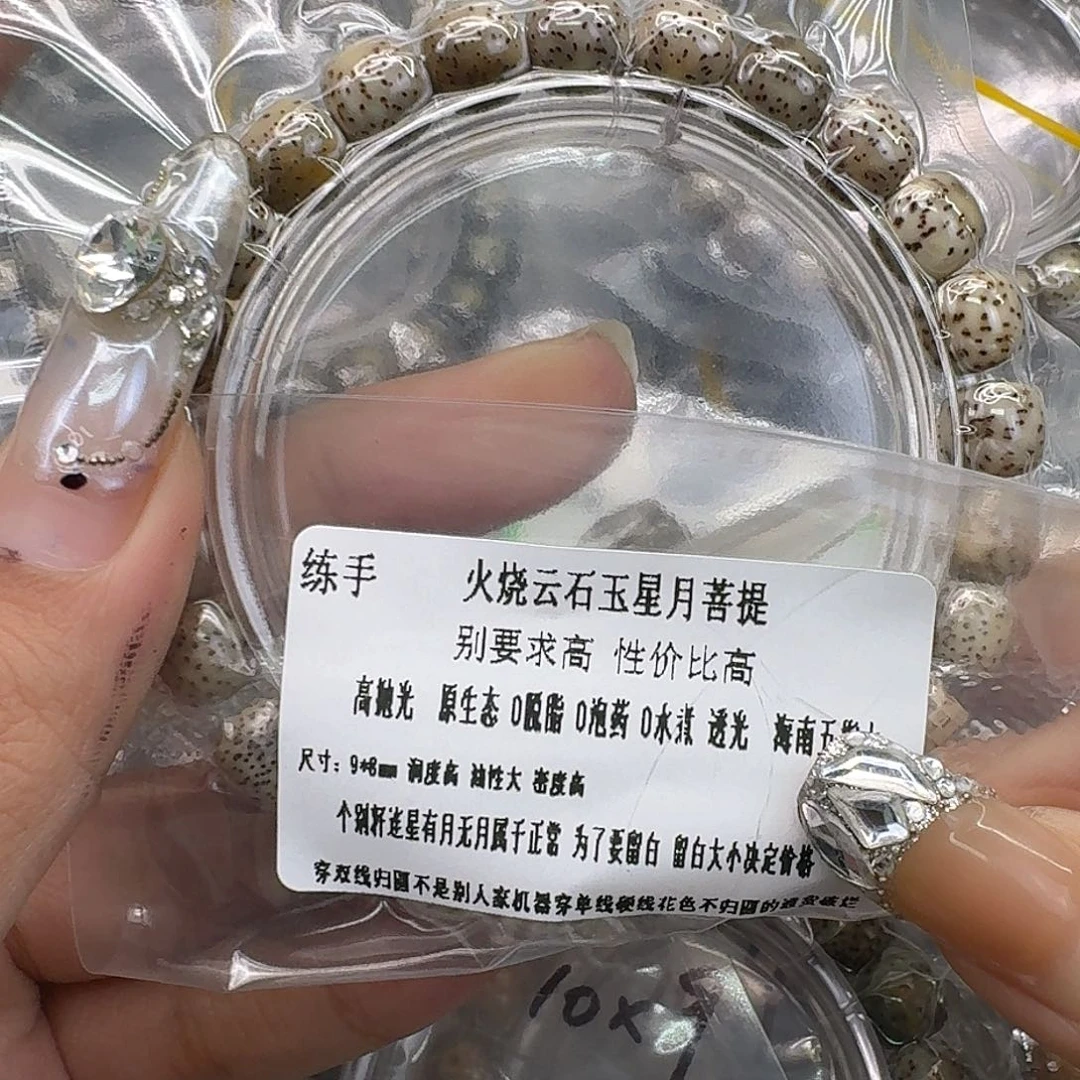 练手
火烧云石玉星月菩提
别要求高 性价比高
高抛光 原生态 0脱脂 0泡药 0水煮 透光 海南五
尺寸：9*8mm 润度高 油性大 密度高
个别籽连星有月无月属于正常 为了要留白 留白大小决定价格
穿双线归圆不是别人家机器穿单线硬线花色不归圆的
10x